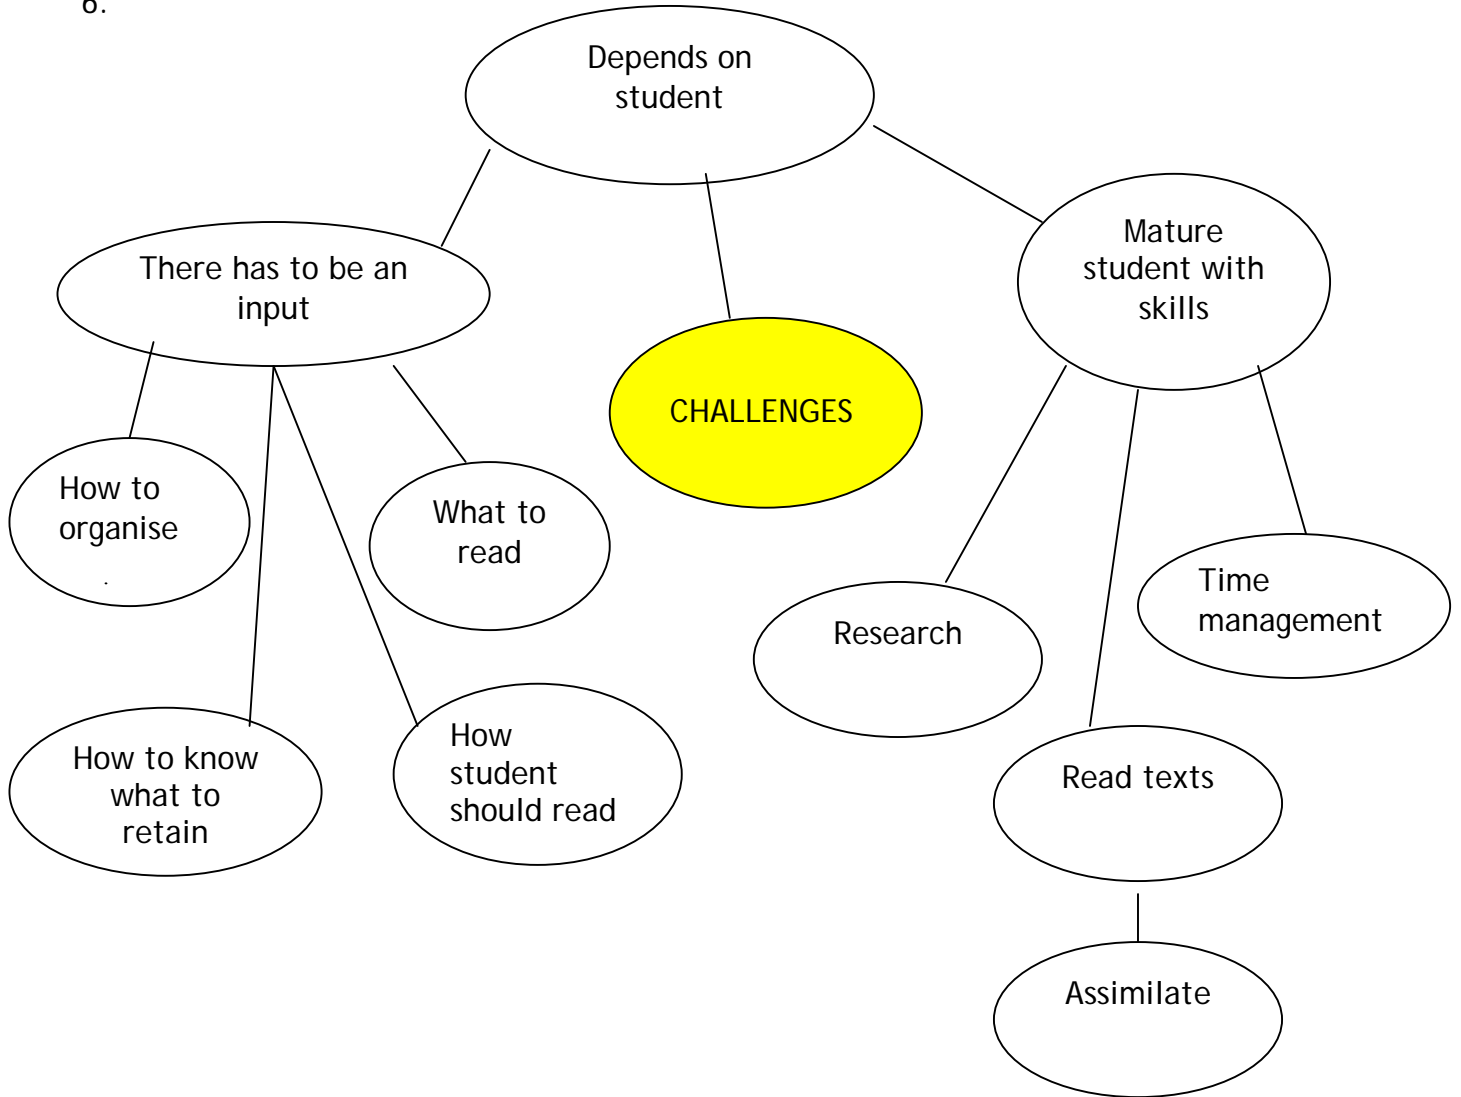 6.
Depends on
student
There has to be an
input
Mature
student with
skills
CHALLENGES
How to
organise
.
What to
read
Research
Time
management
How to know
what to
retain
How
student
should read
Read texts
Assimilate